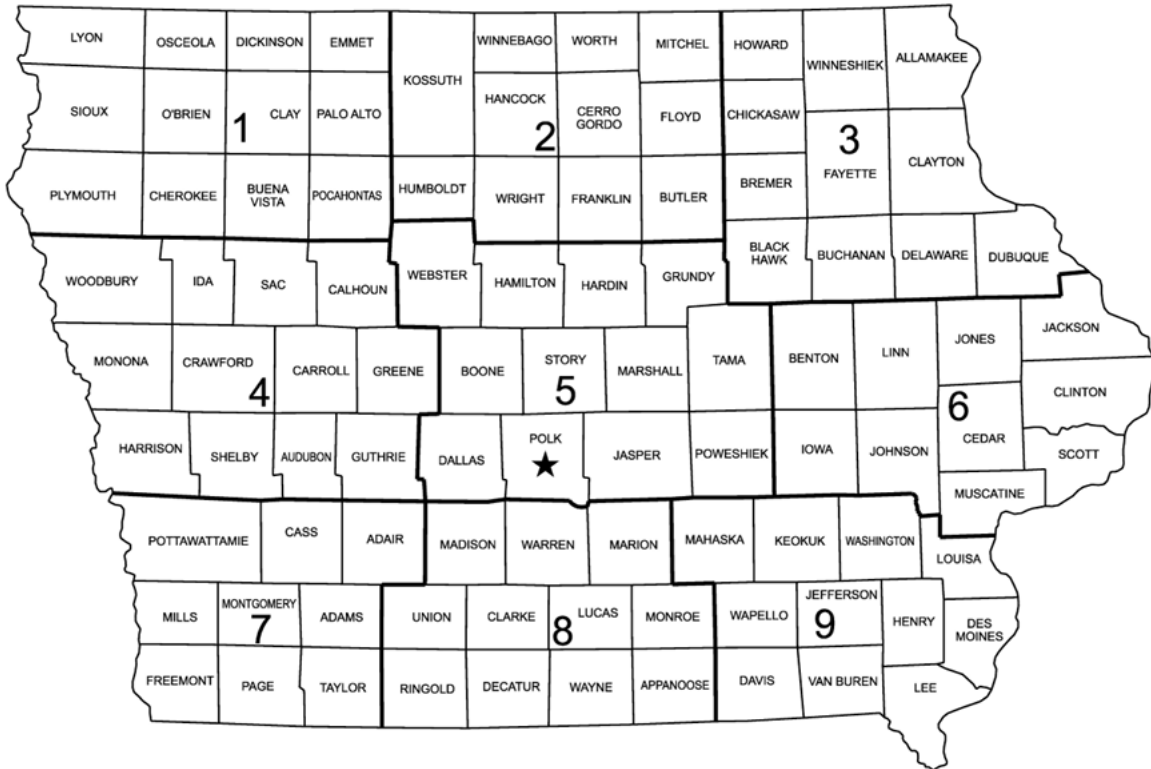 LYON
OSCEOLA
DICKINSON
EMMET
KOSSUTH
WINNEBAGO
WORTH
MITCHEL
HOWARD
WINNESHIEK
ALLAMAKEE
SIOUX
O'BRIEN
1
CLAY
PALO ALTO
HANCOCK
2
CERRO
GORDO
FLOYD
CHICKASAW
3
FAYETTE
CLAYTON
PLYMOUTH
CHEROKEE
BUENA
VISTA
POCAHONTAS
HUMBOLDT
WRIGHT
FRANKLIN
BUTLER
BREMER
BLACK
HAWK
BUCHANAN
DELAWARE
DUBUQUE
WOODBURY
IDA
SAC
CALHOUN
WEBSTER
HAMILTON
HARDIN
GRUNDY
MONONA
CRAWFORD
4
CARROLL
GREENE
BOONE
STORY
5
MARSHALL
TAMA
BENTON
LINN
JONES
JACKSON
6
CLINTON
CEDAR
SCOTT
HARRISON
SHELBY
AUDUBON
GUTHRIE
DALLAS
POLK
★
JASPER
POWESHIEK
IOWA
JOHNSON
MUSCATINE
POTTAWATTAMIE
CASS
ADAIR
MADISON
WARREN
MARION
MAHASKA
KEOKUK
WASHINGTON
LOUISA
MILLS
MONTGOMERY
7
ADAMS
UNION
CLARKE
LUCAS
8
MONROE
WAPELLO
JEFFERSON
9
HENRY
DES
MOINES
FREEMONT
PAGE
TAYLOR
RINGOLD
DECATUR
WAYNE
APPANOOSE
DAVIS
VAN BUREN
LEE